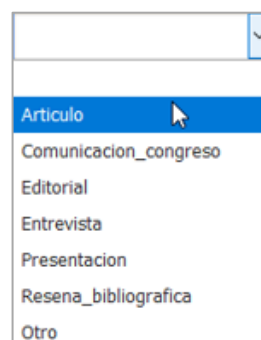 Articulo
Comunicacion_congreso
Editorial
Entrevista
Presentacion
Resena_bibliografica
Otro